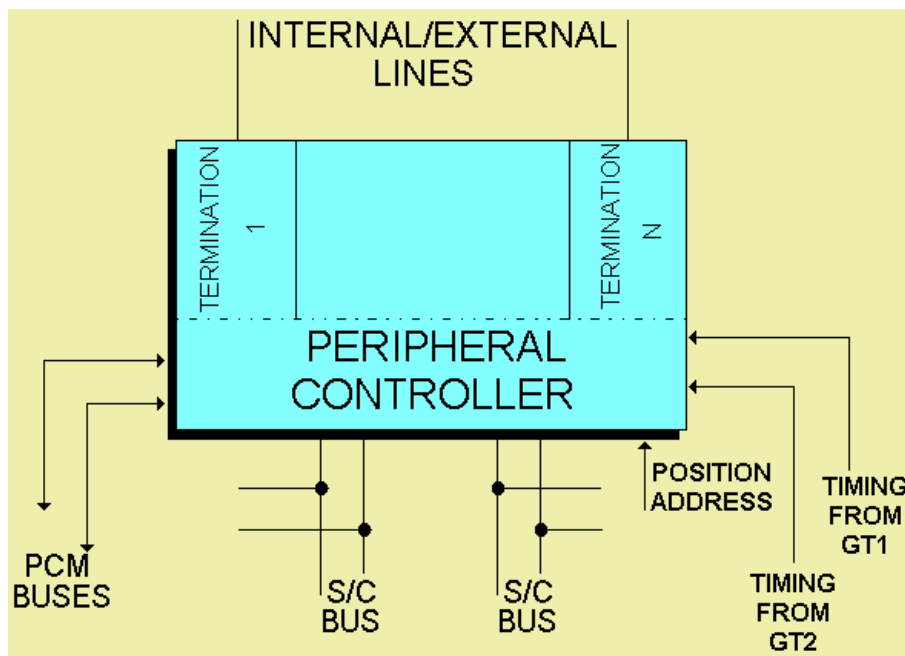 INTERNAL/EXTERNAL
LINES
TERMINATION
1
TERMINATION
N
PERIPHERAL
CONTROLLER
PCM
BUSES
S/C
BUS
S/C
BUS
POSITION
ADDRESS
TIMING
FROM
GT1
TIMING
FROM
GT2